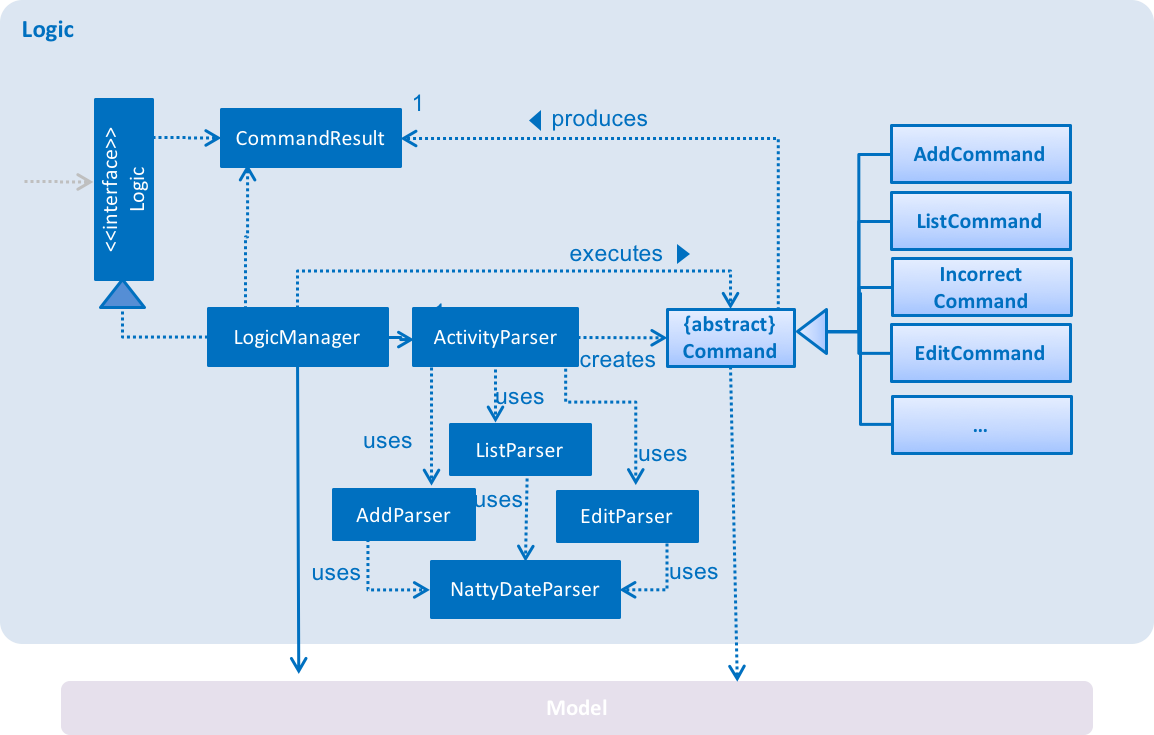 Logic
<<interface>>
Logic
CommandResult
1
produces
executes
LogicManager
ActivityParser
creates
{abstract}
Command
AddCommand
ListCommand
Incorrect
Command
EditCommand
...
uses
uses
uses
ListParser
uses
AddParser
EditParser
uses
uses
NattyDateParser
Model